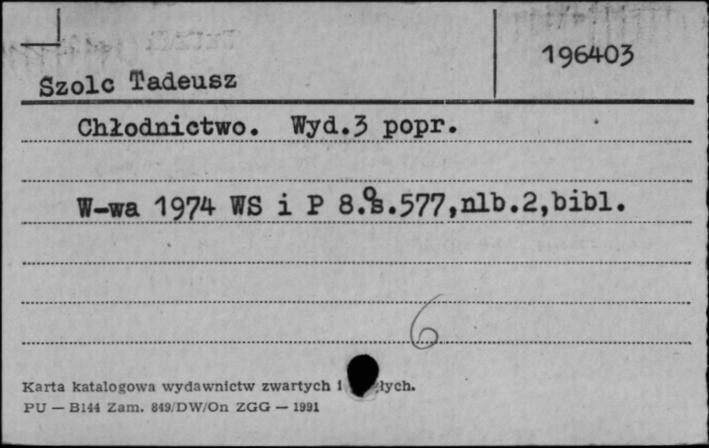 196403
Szolc Tadeusz
Chłodnictwo. Wyd.3 popr.
W-wa 1974 WS i P 8.°s.577,nlb.2,bibl.
6
Karta katalogowa wydawnictw zwartych i łych.
PU — B144 Zam. 849/DW/On ZGG — 1991